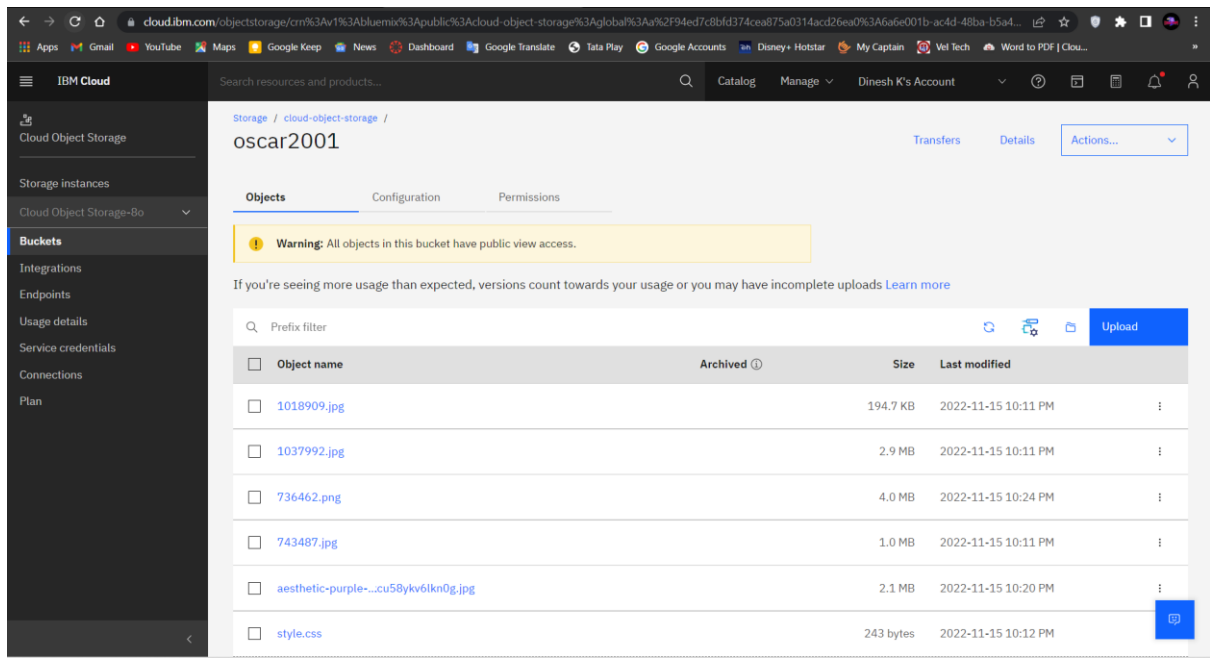 cloud.ibm.com/objectstorage/crn%3Av1%3Abluemix%3Apublic%3Acloud-object-storage%3Aglobal%3Aa%2F94ed7c8bfd374cea875a0314acd26ea0%3A6a6e001b-ac4d-48ba-b5a4...
Apps Gmail YouTube Maps Google Keep News Dashboard Google Translate Tata Play Google Accounts Disney+ Hotstar My Captain Vel Tech Word to PDF | Clou... »
IBM Cloud Search resources and products... Catalog Manage Dinesh K's Account
Cloud Object Storage
Storage instances
Cloud Object Storage-8o
Buckets
Integrations
Endpoints
Usage details
Service credentials
Connections
Plan
Storage / cloud-object-storage /
oscar2001
Transfers Details Actions...
Objects Configuration Permissions
Warning: All objects in this bucket have public view access.
If you're seeing more usage than expected, versions count towards your usage or you may have incomplete uploads Learn more
Prefix filter Upload
Object name Archived Size Last modified
1018909.jpg 194.7 KB 2022-11-15 10:11 PM
1037992.jpg 2.9 MB 2022-11-15 10:11 PM
736462.png 4.0 MB 2022-11-15 10:24 PM
743487.jpg 1.0 MB 2022-11-15 10:11 PM
aesthetic-purple-...cu58ykv6lkn0g.jpg 2.1 MB 2022-11-15 10:20 PM
style.css 243 bytes 2022-11-15 10:12 PM